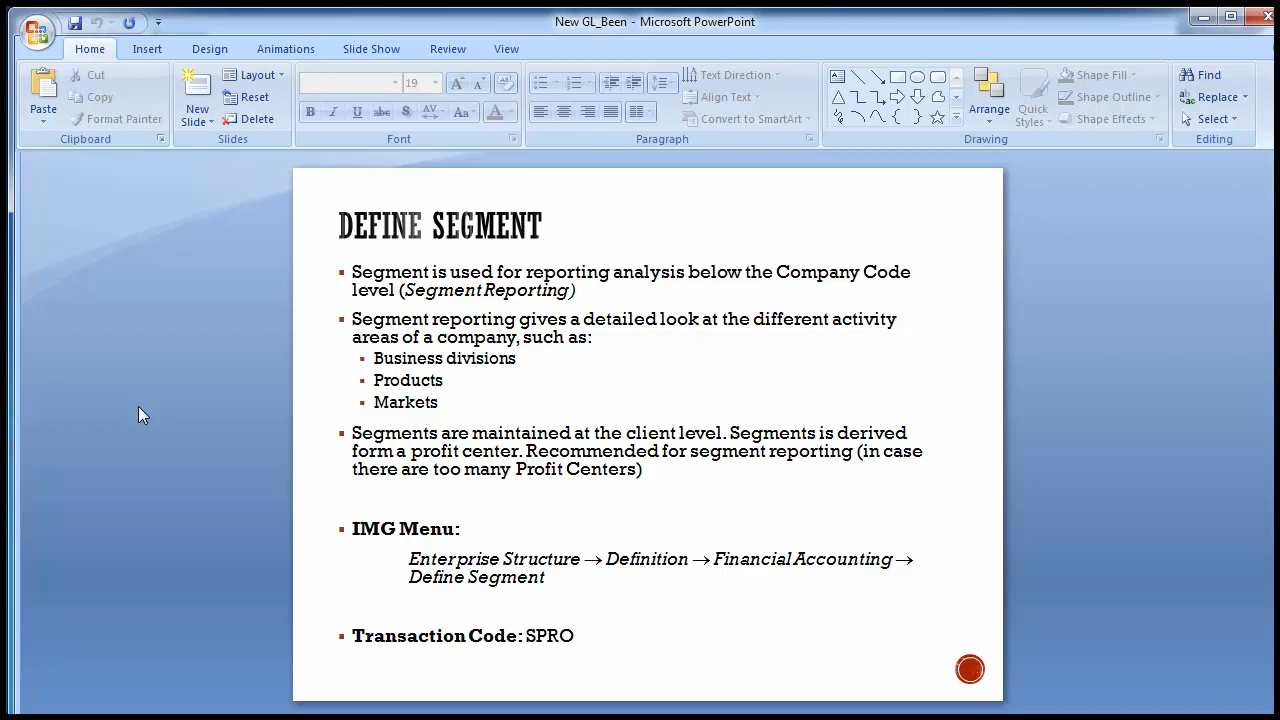 New GL_Been - Microsoft PowerPoint
Home Insert Design Animations Slide Show Review View
Paste
Cut
Copy
Format Painter
Clipboard
New
Slide
Layout
Reset
Delete
Slides
19
B I U abc S AV Aa A
Font
Text Direction
Align Text
Convert to SmartArt
Paragraph
Arrange
Quick
Styles
Shape Fill
Shape Outline
Shape Effects
Drawing
Find
Replace
Select
Editing
DEFINE SEGMENT
▪ Segment is used for reporting analysis below the Company Code
level (Segment Reporting)
▪ Segment reporting gives a detailed look at the different activity
areas of a company, such as:
▪ Business divisions
▪ Products
▪ Markets
▪ Segments are maintained at the client level. Segments is derived
form a profit center. Recommended for segment reporting (in case
there are too many Profit Centers)
▪ IMG Menu:
Enterprise Structure → Definition → Financial Accounting →
Define Segment
▪ Transaction Code: SPRO